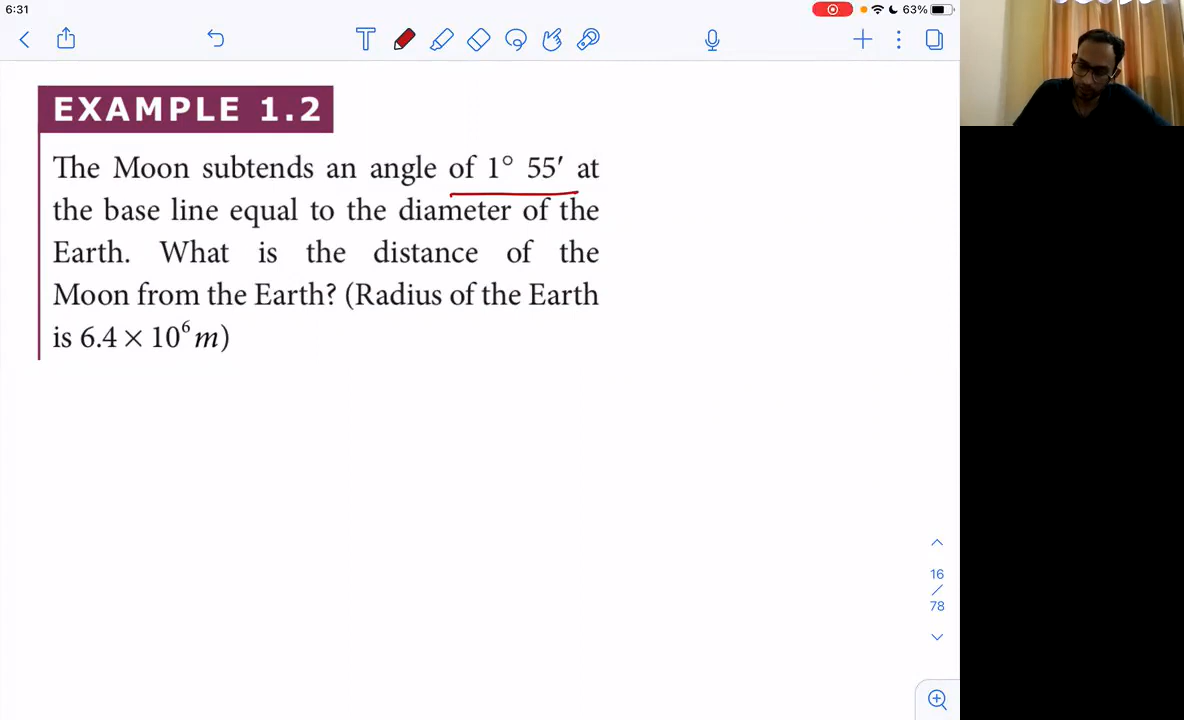 6:31
63%
T
EXAMPLE 1.2
The Moon subtends an angle of 1° 55′ at
the base line equal to the diameter of the
Earth. What is the distance of the
Moon from the Earth? (Radius of the Earth
is 6.4 × 10⁶ m)
16
/
78